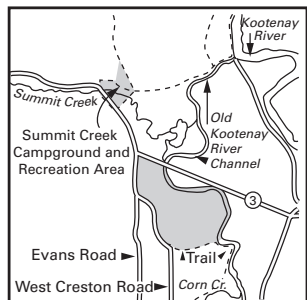 Kootenay
River
Summit Creek
Summit Creek
Campground and
Recreation Area
Old
Kootenay
River
Channel
3
Evans Road
Trail
West Creston Road
Corn Cr.